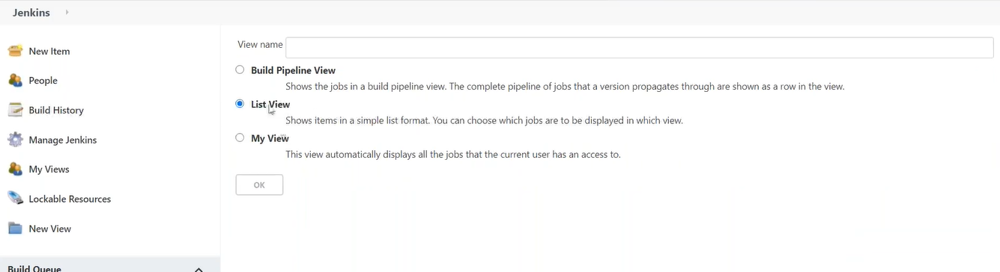 Jenkins
New Item
People
Build History
Manage Jenkins
My Views
Lockable Resources
New View
Build Queue
View name
Build Pipeline View
Shows the jobs in a build pipeline view. The complete pipeline of jobs that a version propagates through are shown as a row in the view.
List View
Shows items in a simple list format. You can choose which jobs are to be displayed in which view.
My View
This view automatically displays all the jobs that the current user has an access to.
OK